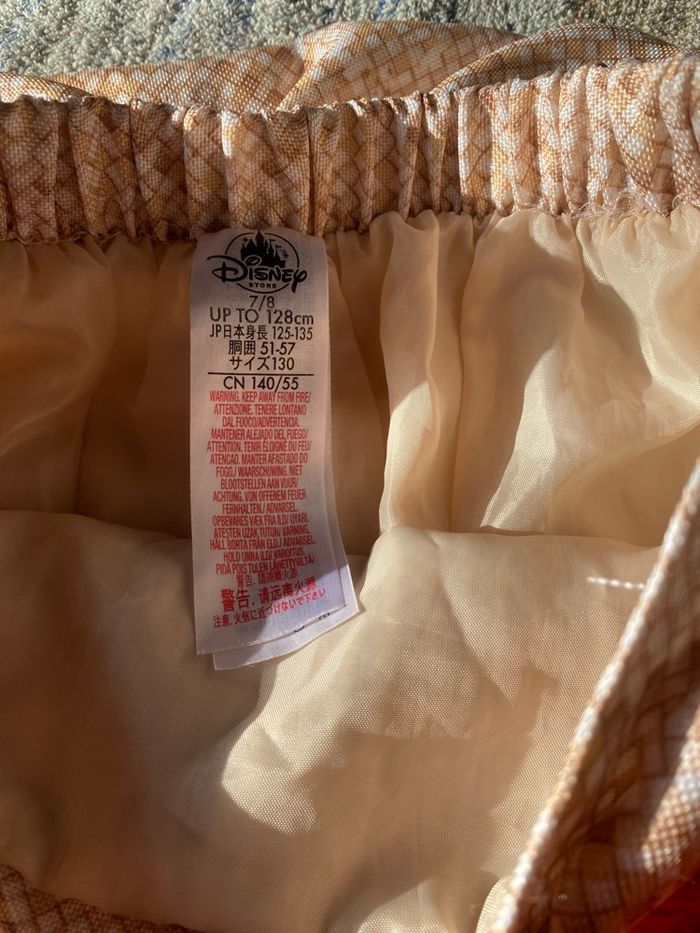 Disney
STORE
7/8
UP TO 128cm
JP日本身長 125-135
胴囲 51-57
サイズ130
CN 140/55
WARNING. KEEP AWAY FROM FIRE/
ATTENZIONE. TENERE LONTANO
DAL FUOCO/ADVERTENCIA.
MANTENER ALEJADO DEL FUEGO/
ATTENTION. TENIR ÉLOIGNÉ DU FEU/
ATENCAO. MANTER AFASTADO DO
FOGO./ WAARSCHUWING. NIET
BLOOTSTELLEN AAN VUUR/
ACHTUNG. VON OFFENEM FEUER
FERNHALTEN/ ADVARSEL.
OPBEVARES VÆK FRA ILD/ UYARI.
ATEŞTEN UZAK TUTUN/ VARNING.
HÅLL BORTA FRÅN ELD./ ADVARSEL.
HOLD UNNA ILD/ VAROITUS.
PIDÄ POIS TULEN LÄHETTYVILTÄ/
警告. 請遠離火源
警告. 请远离火源
注意. 火気に近づけないで下さい